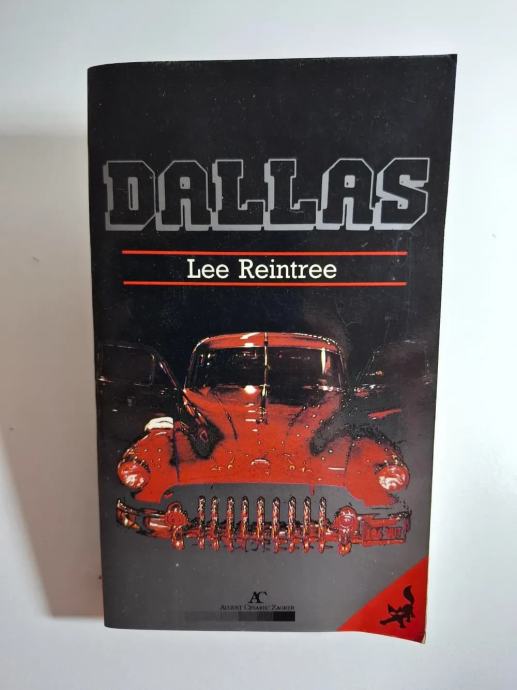 DALLAS
Lee Reintree
AC
August Cesarec Zagreb